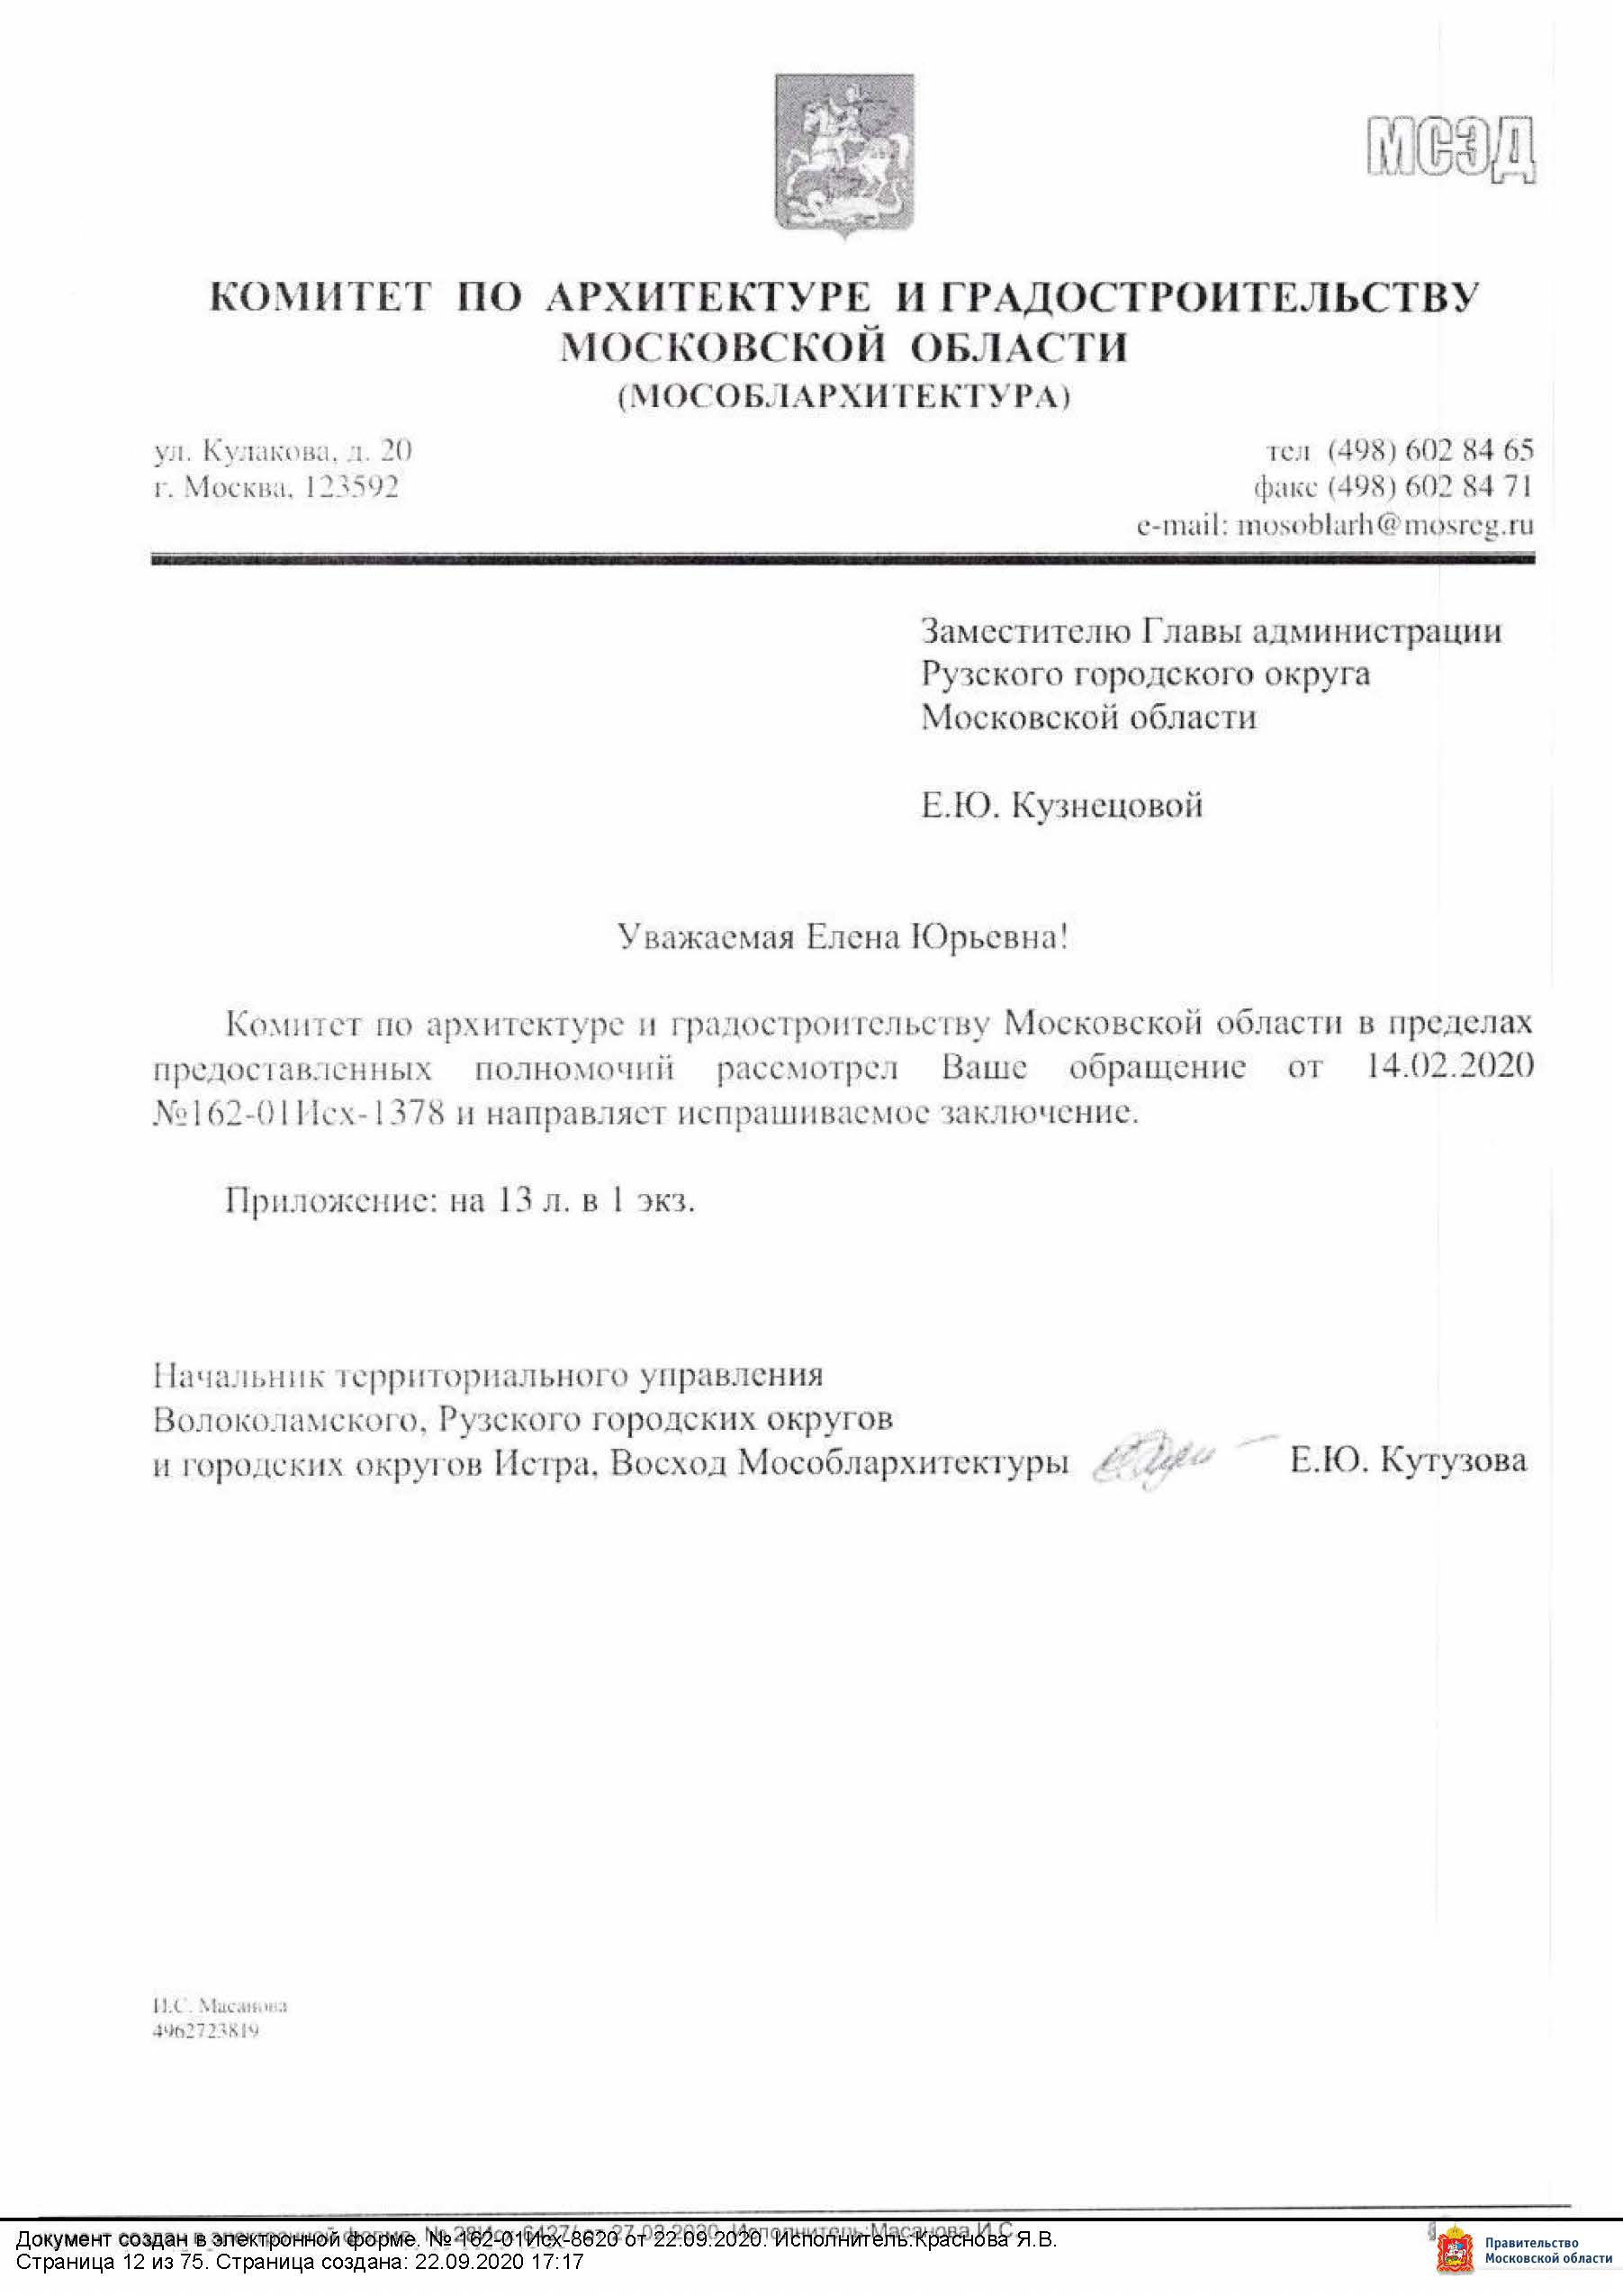 МСЭД
КОМИТЕТ ПО АРХИТЕКТУРЕ И ГРАДОСТРОИТЕЛЬСТВУ
МОСКОВСКОЙ ОБЛАСТИ
(МОСОБЛАРХИТЕКТУРА)
ул. Кулакова, д. 20
г. Москва, 123592
тел (498) 602 84 65
факс (498) 602 84 71
e-mail: mosoblarh@mosreg.ru
Заместителю Главы администрации
Рузского городского округа
Московской области
Е.Ю. Кузнецовой
Уважаемая Елена Юрьевна!
Комитет по архитектуре и градостроительству Московской области в пределах
предоставленных полномочий рассмотрел Ваше обращение от 14.02.2020
№162-01Исх-1378 и направляет испрашиваемое заключение.
Приложение: на 13 л. в 1 экз.
Начальник территориального управления
Волоколамского, Рузского городских округов
и городских округов Истра, Восход Мособлархитектуры Е.Ю. Кутузова
И.С. Масанова
4962723819
Документ создан в электронной форме. № 162-01Исх-8620 от 22.09.2020. Исполнитель:Краснова Я.В.
Страница 12 из 75. Страница создана: 22.09.2020 17:17
Правительство
Московской области